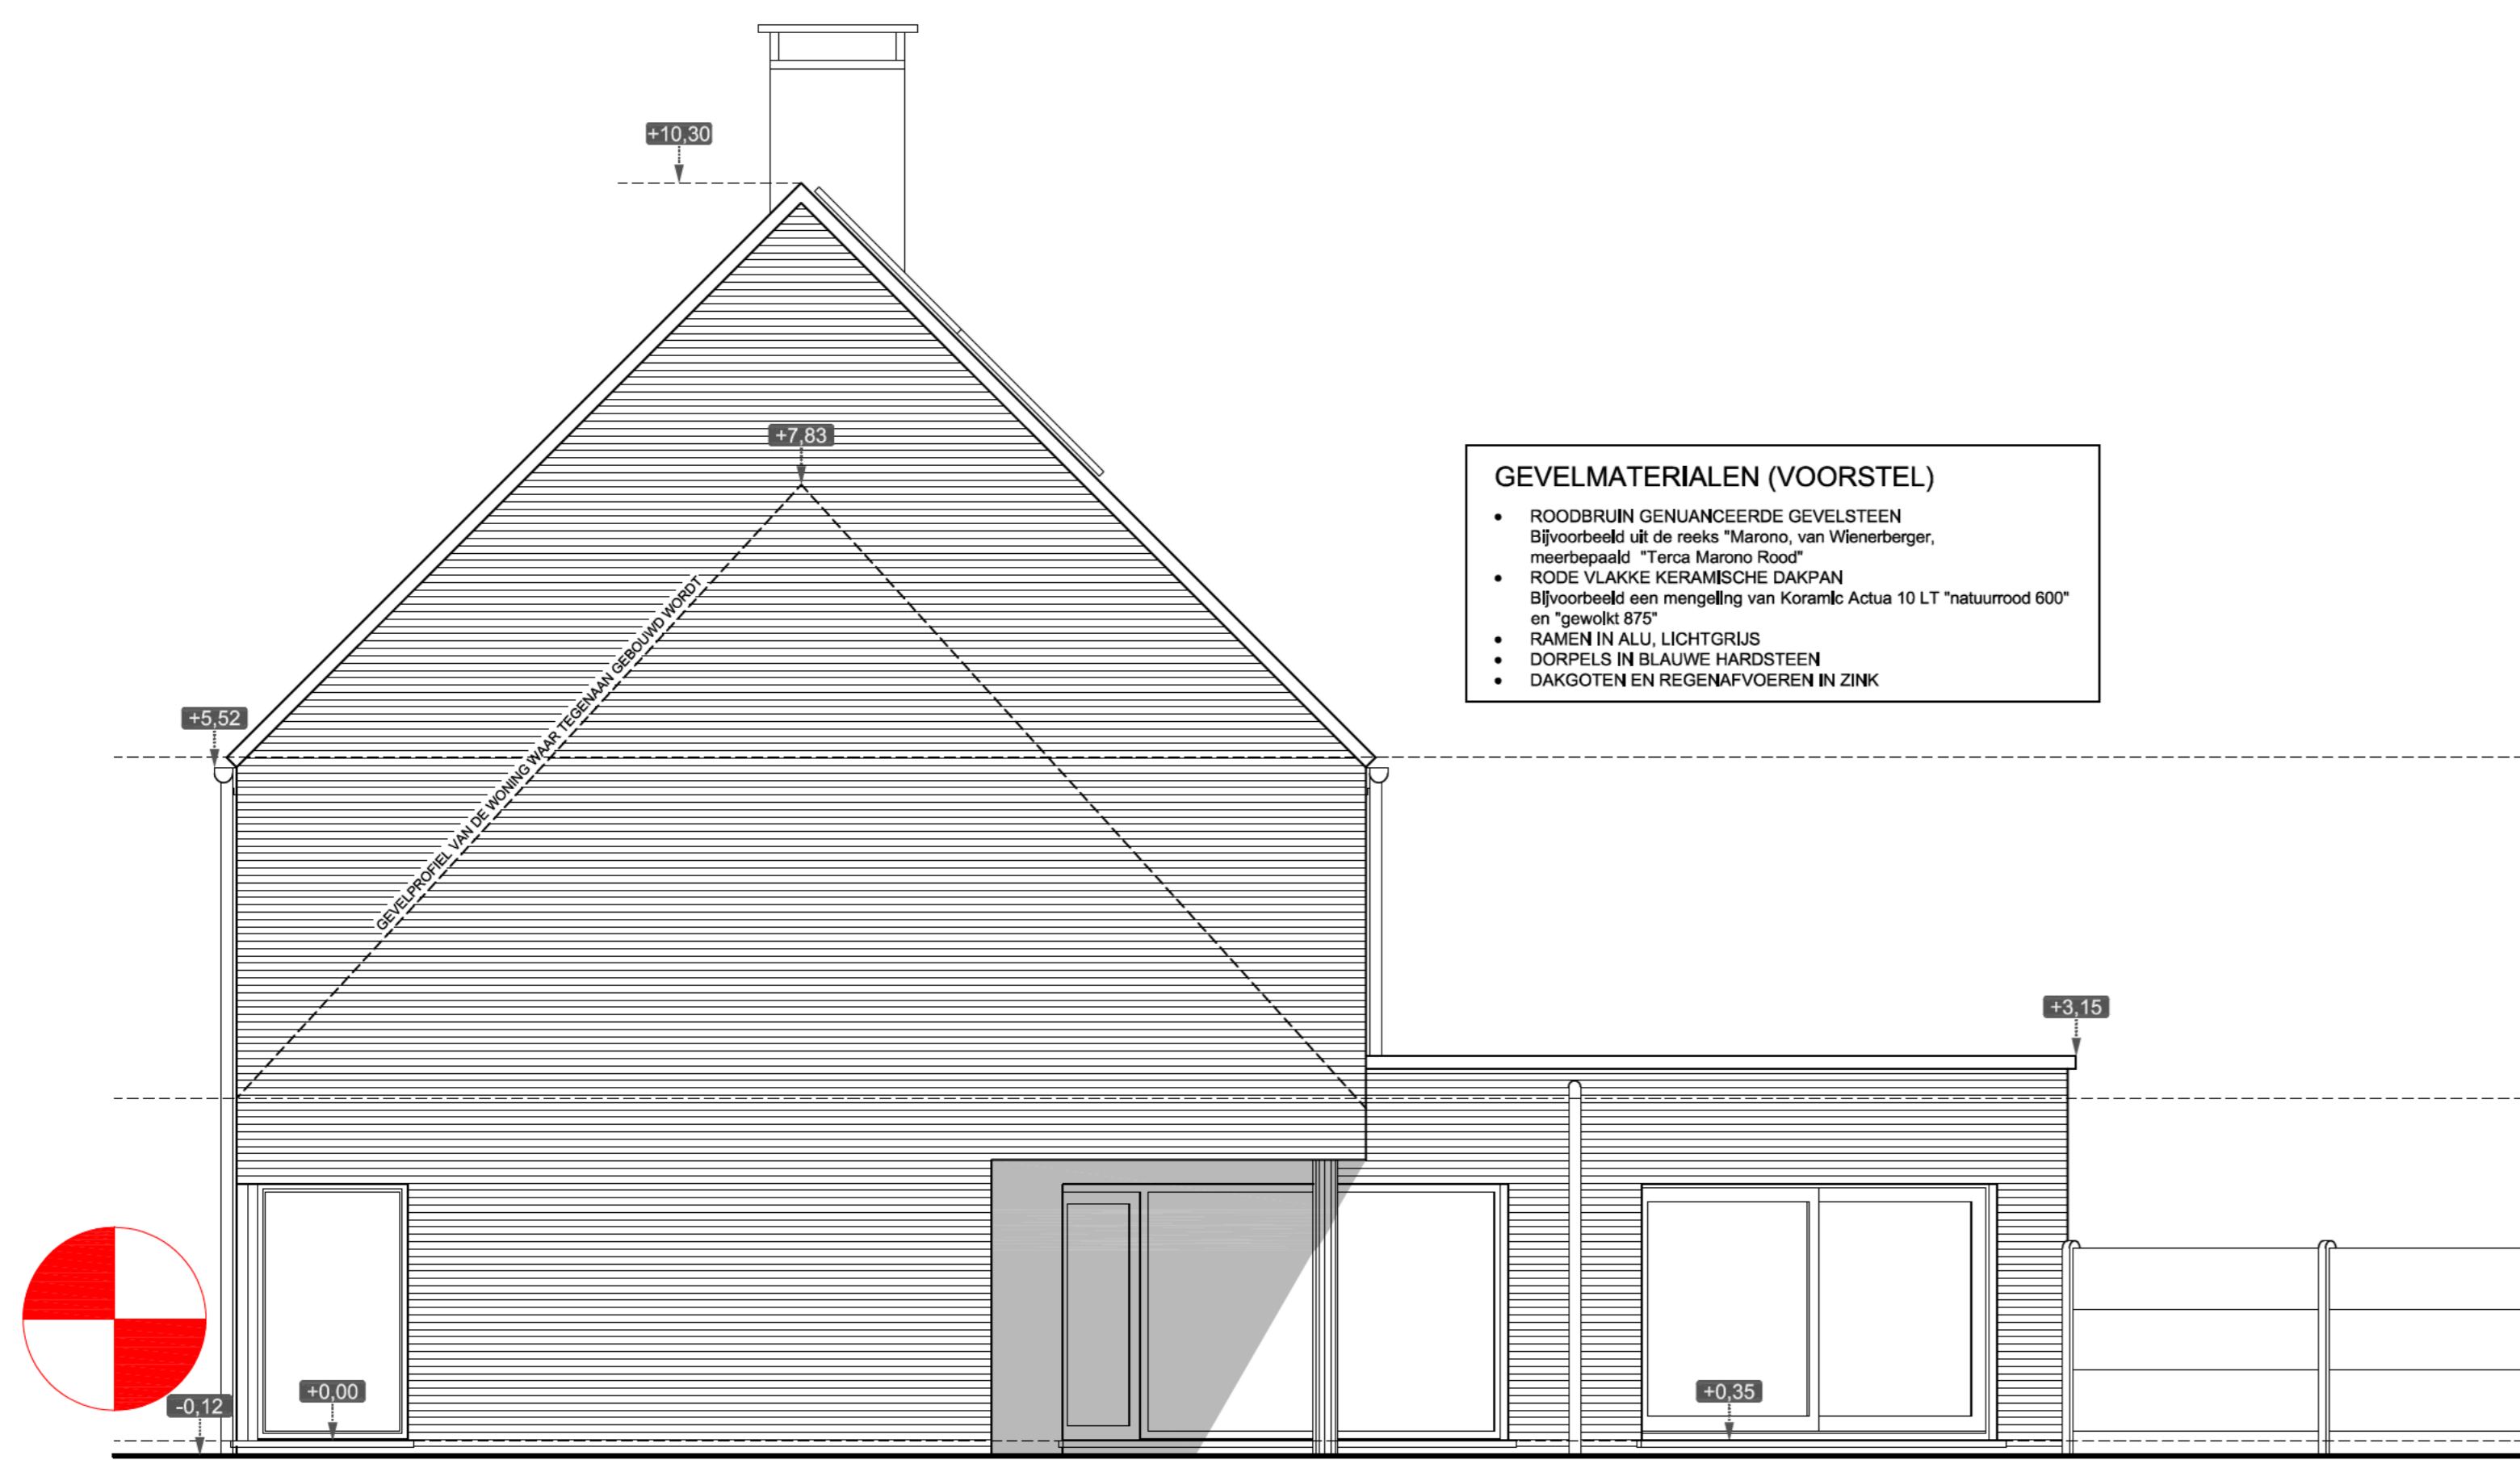 +10,30
+7,83
GEVELMATERIALEN (VOORSTEL)
• ROODBRUIN GENUANCEERDE GEVELSTEEN
Bijvoorbeeld uit de reeks "Marono, van Wienerberger,
meerbepaald "Terca Marono Rood"
• RODE VLAKKE KERAMISCHE DAKPAN
Bijvoorbeeld een mengeling van Koramic Actua 10 LT "natuurrood 600"
en "gewolkt 875"
• RAMEN IN ALU, LICHTGRIJS
• DORPELS IN BLAUWE HARDSTEEN
• DAKGOTEN EN REGENAFVOEREN IN ZINK
GEVELPROFIEL VAN DE WONING WAAR TEGENAAN GEBOUWD WORDT
+5,52
+3,15
+0,00
+0,35
-0,12